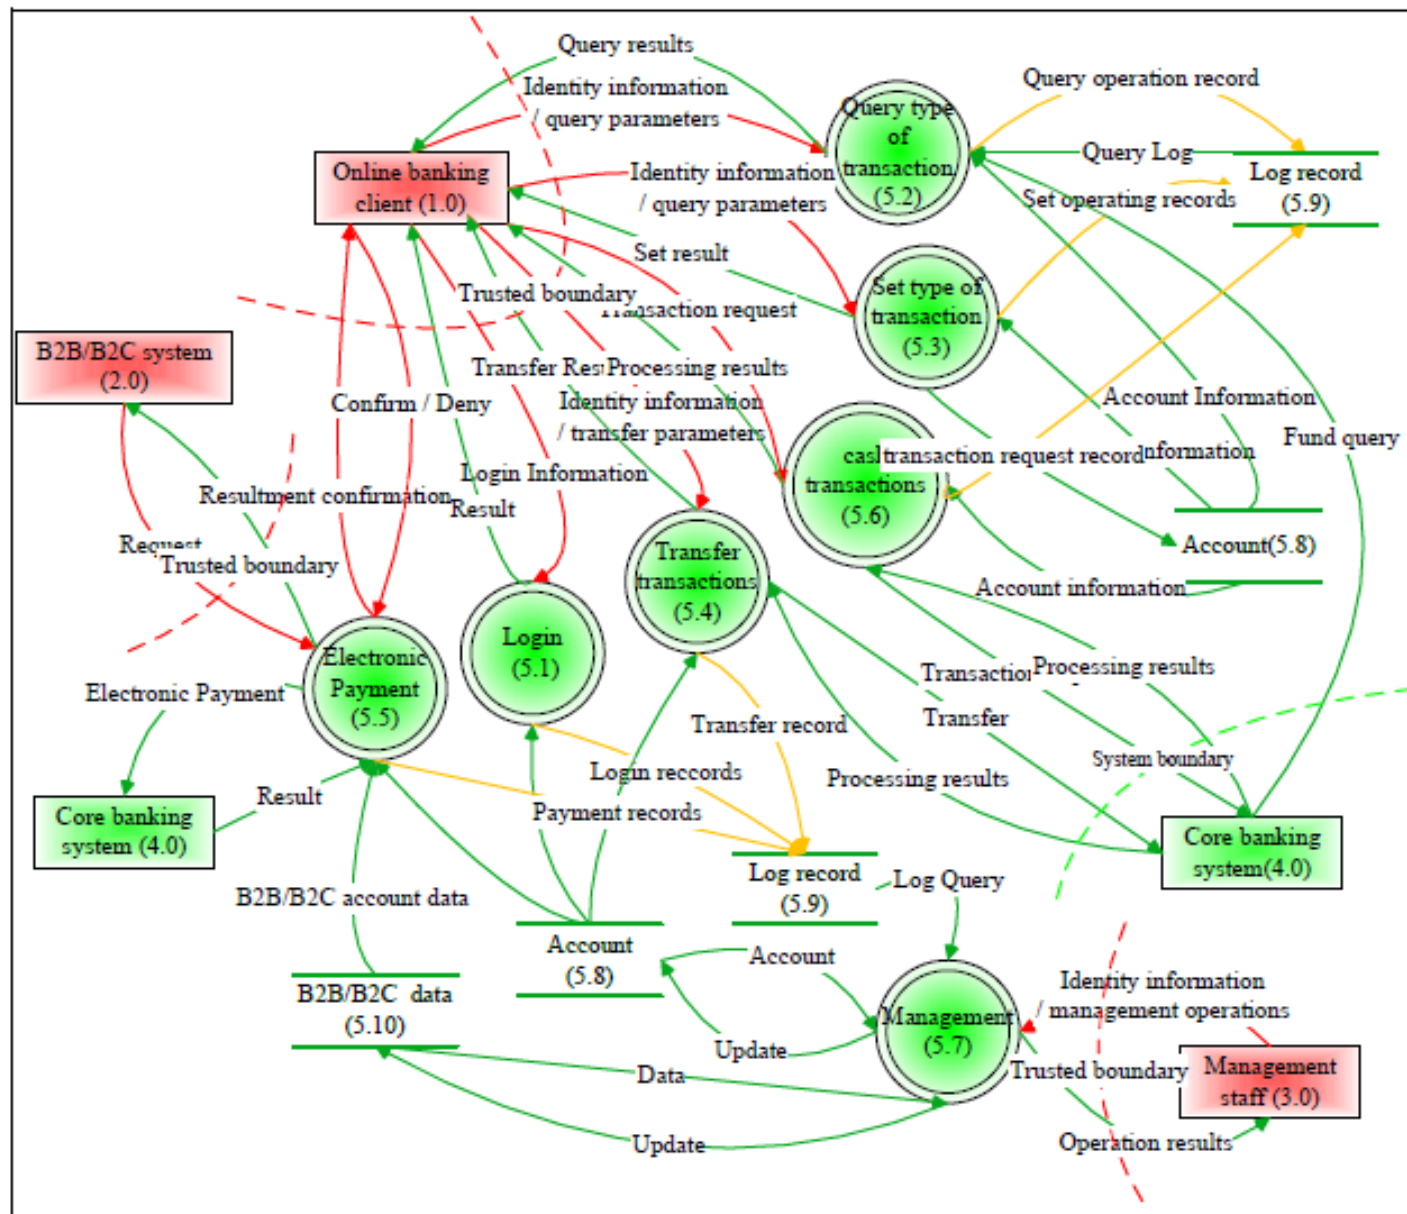 Query results
Identity information
/ query parameters
Query type
of
transaction
(5.2)
Query operation record
Query Log
Log record
(5.9)
Online banking
client (1.0)
Identity information
/ query parameters
Set operating records
Set result
Set type of
transaction
(5.3)
Trusted boundary
transaction request
B2B/B2C system
(2.0)
Transfer Res
Processing results
Confirm / Deny
Identity information
/ transfer parameters
Account Information
Fund query
cash
transactions
(5.6)
transaction request record
information
Login Information
Resultment confirmation
Result
Request
Trusted boundary
Transfer
transactions
(5.4)
Account(5.8)
Account information
Login
(5.1)
Electronic
Payment
(5.5)
Electronic Payment
Transaction
Processing results
Transfer
Transfer record
System boundary
Login reccords
Processing results
Result
Payment records
Core banking
system (4.0)
Core banking
system(4.0)
Log record
(5.9)
Log Query
B2B/B2C account data
Account
(5.8)
Account
B2B/B2C  data
(5.10)
Identity information
/ management operations
Management
(5.7)
Update
Data
Trusted boundary
Management
staff (3.0)
Update
Operation results